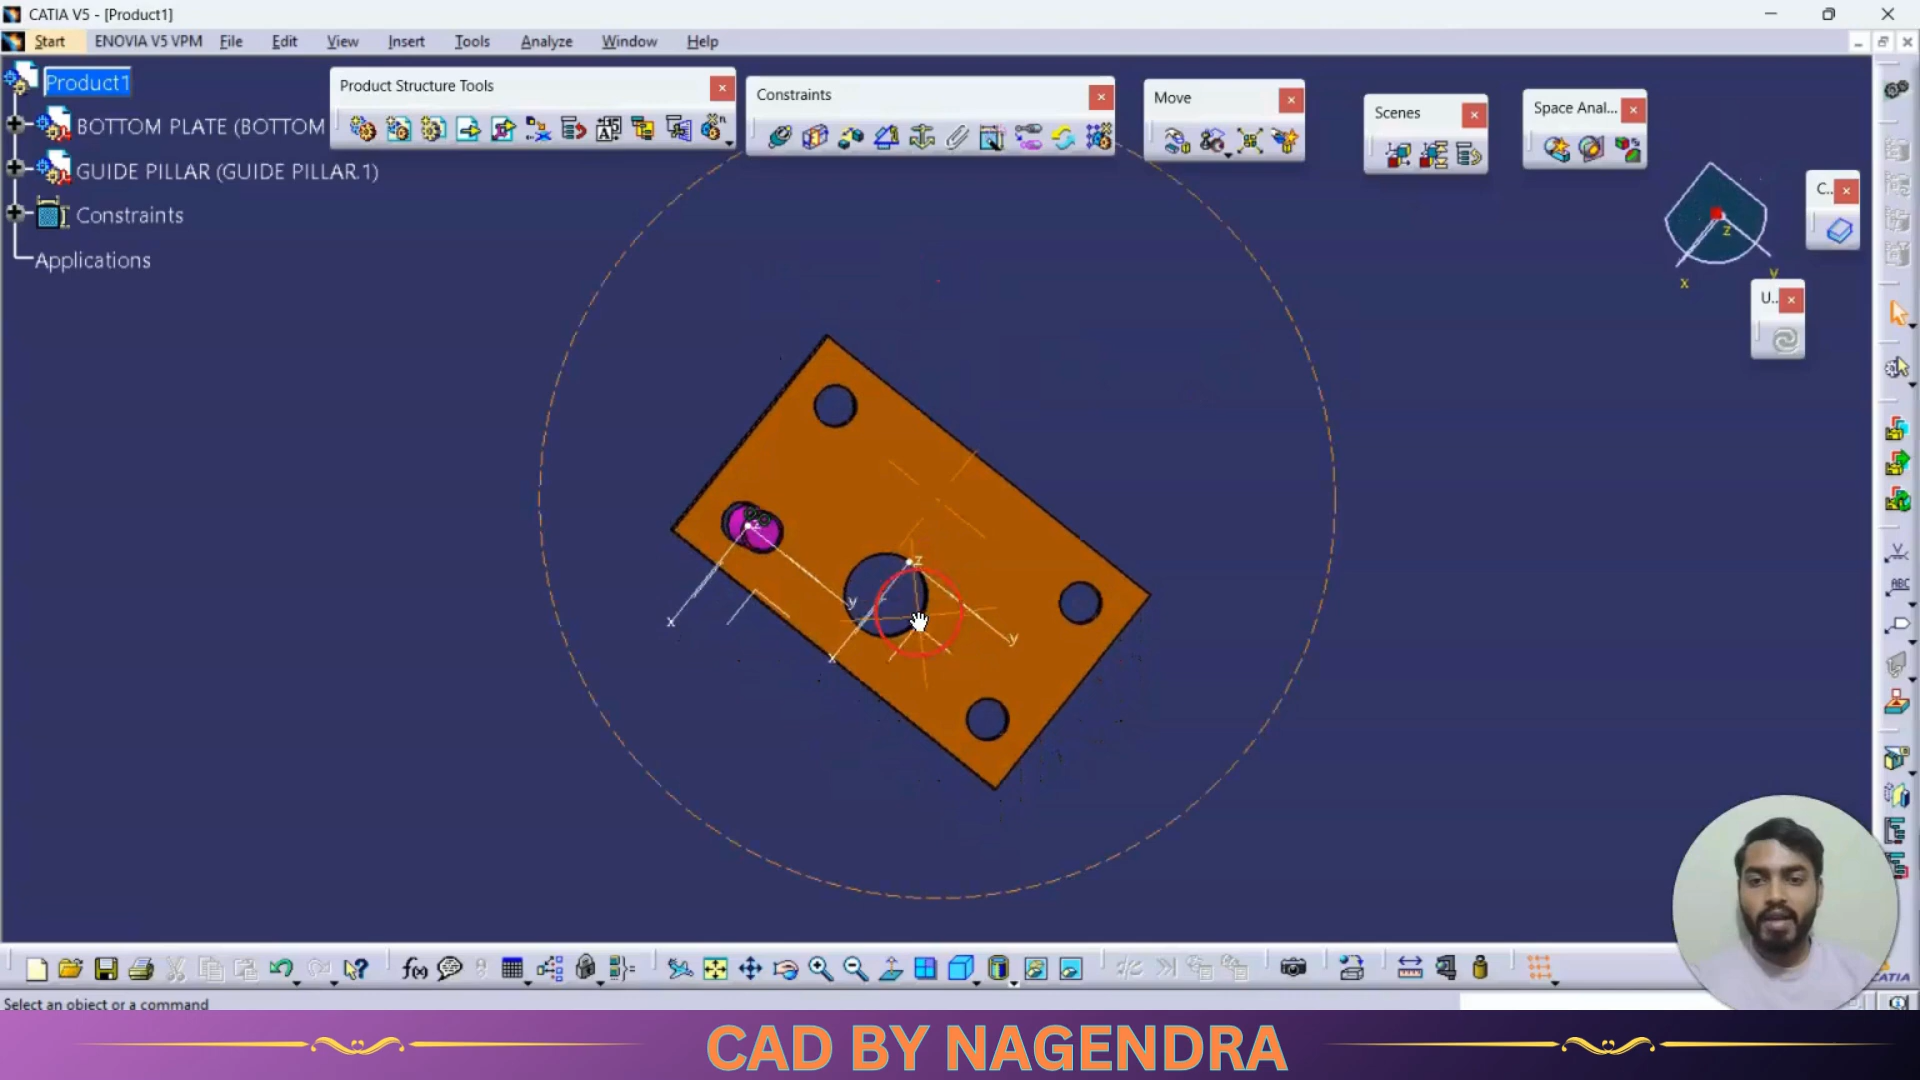 CATIA V5 - [Product1]
Start ENOVIA V5 VPM File Edit View Insert Tools Analyze Window Help
Product1
BOTTOM PLATE (BOTTOM
GUIDE PILLAR (GUIDE PILLAR.1)
Constraints
Applications
Product Structure Tools
Constraints
Move
Scenes
Space Anal...
C..
U..
z
x
y
z
x
y
x
y
ABC
f(x)
Select an object or a command
CATIA
CAD BY NAGENDRA